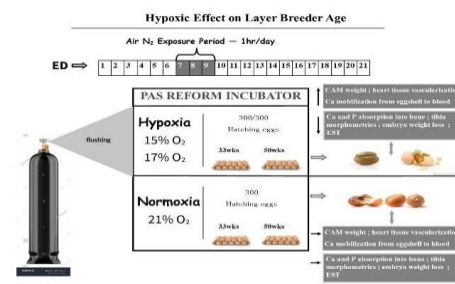 Hypoxic Effect on Layer Breeder Age
Air N₂ Exposure Period — 1hr/day
ED 1 2 3 4 5 6 7 8 9 10 11 12 13 14 15 16 17 18 19 20 21
flushing
PAS REFORM INCUBATOR
Hypoxia
15% O₂
17% O₂
300/300
Hatching eggs
33wks 50wks
Normoxia
21% O₂
300
Hatching eggs
33wks 50wks
CAM weight ; heart tissue vascularizatio
Ca mobilization from eggshell to blood
Ca and P absorption into bone ; tibia
morphometrics ; embryo weight loss ;
EST
CAM weight ; heart tissue vascularizatio
Ca mobilization from eggshell to blood
Ca and P absorption into bone ; tibia
morphometrics ; embryo weight loss ;
EST